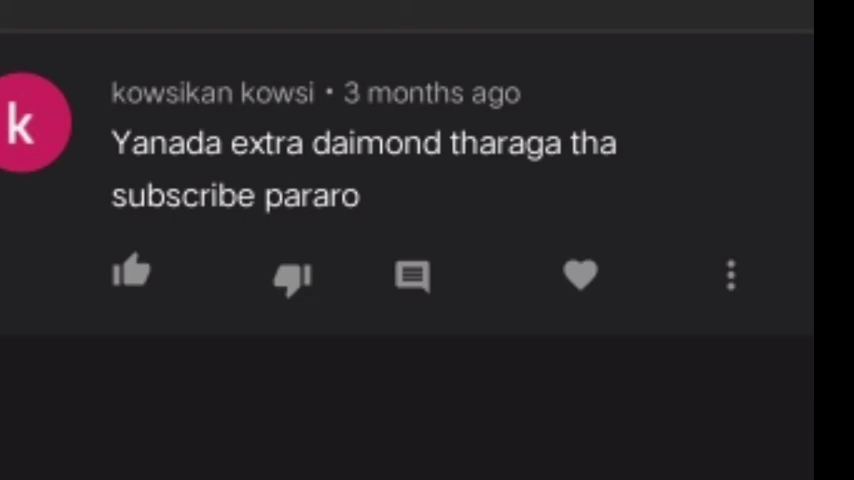 k
kowsikan kowsi • 3 months ago
Yanada extra daimond tharaga tha
subscribe pararo